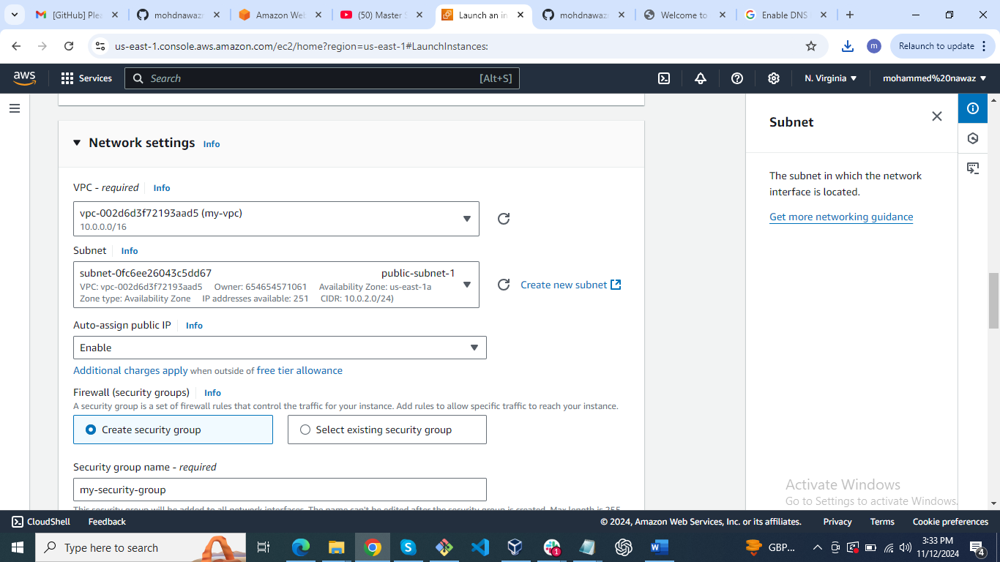 [GitHub] Plea
mohdnawazn
Amazon Web
(50) Master S
Launch an in
mohdnawaz
Welcome to
Enable DNS
us-east-1.console.aws.amazon.com/ec2/home?region=us-east-1#LaunchInstances:
m
Relaunch to update
aws
Services
Search
[Alt+S]
N. Virginia
mohammed%20nawaz
Network settings Info
VPC - required Info
vpc-002d6d3f72193aad5 (my-vpc)
10.0.0.0/16
Subnet Info
subnet-0fc6ee26043c5dd67 public-subnet-1
VPC: vpc-002d6d3f72193aad5 Owner: 654654571061 Availability Zone: us-east-1a
Zone type: Availability Zone IP addresses available: 251 CIDR: 10.0.2.0/24)
Create new subnet
Auto-assign public IP Info
Enable
Additional charges apply when outside of free tier allowance
Firewall (security groups) Info
A security group is a set of firewall rules that control the traffic for your instance. Add rules to allow specific traffic to reach your instance.
Create security group
Select existing security group
Security group name - required
my-security-group
This security group will be added to all network interfaces. The name can't be edited after the security group is created. Max length is 255
Subnet
The subnet in which the network
interface is located.
Get more networking guidance
Activate Windows
Go to Settings to activate Windows.
CloudShell
Feedback
© 2024, Amazon Web Services, Inc. or its affiliates.
Privacy
Terms
Cookie preferences
Type here to search
1
GBP...
3:33 PM
11/12/2024
4